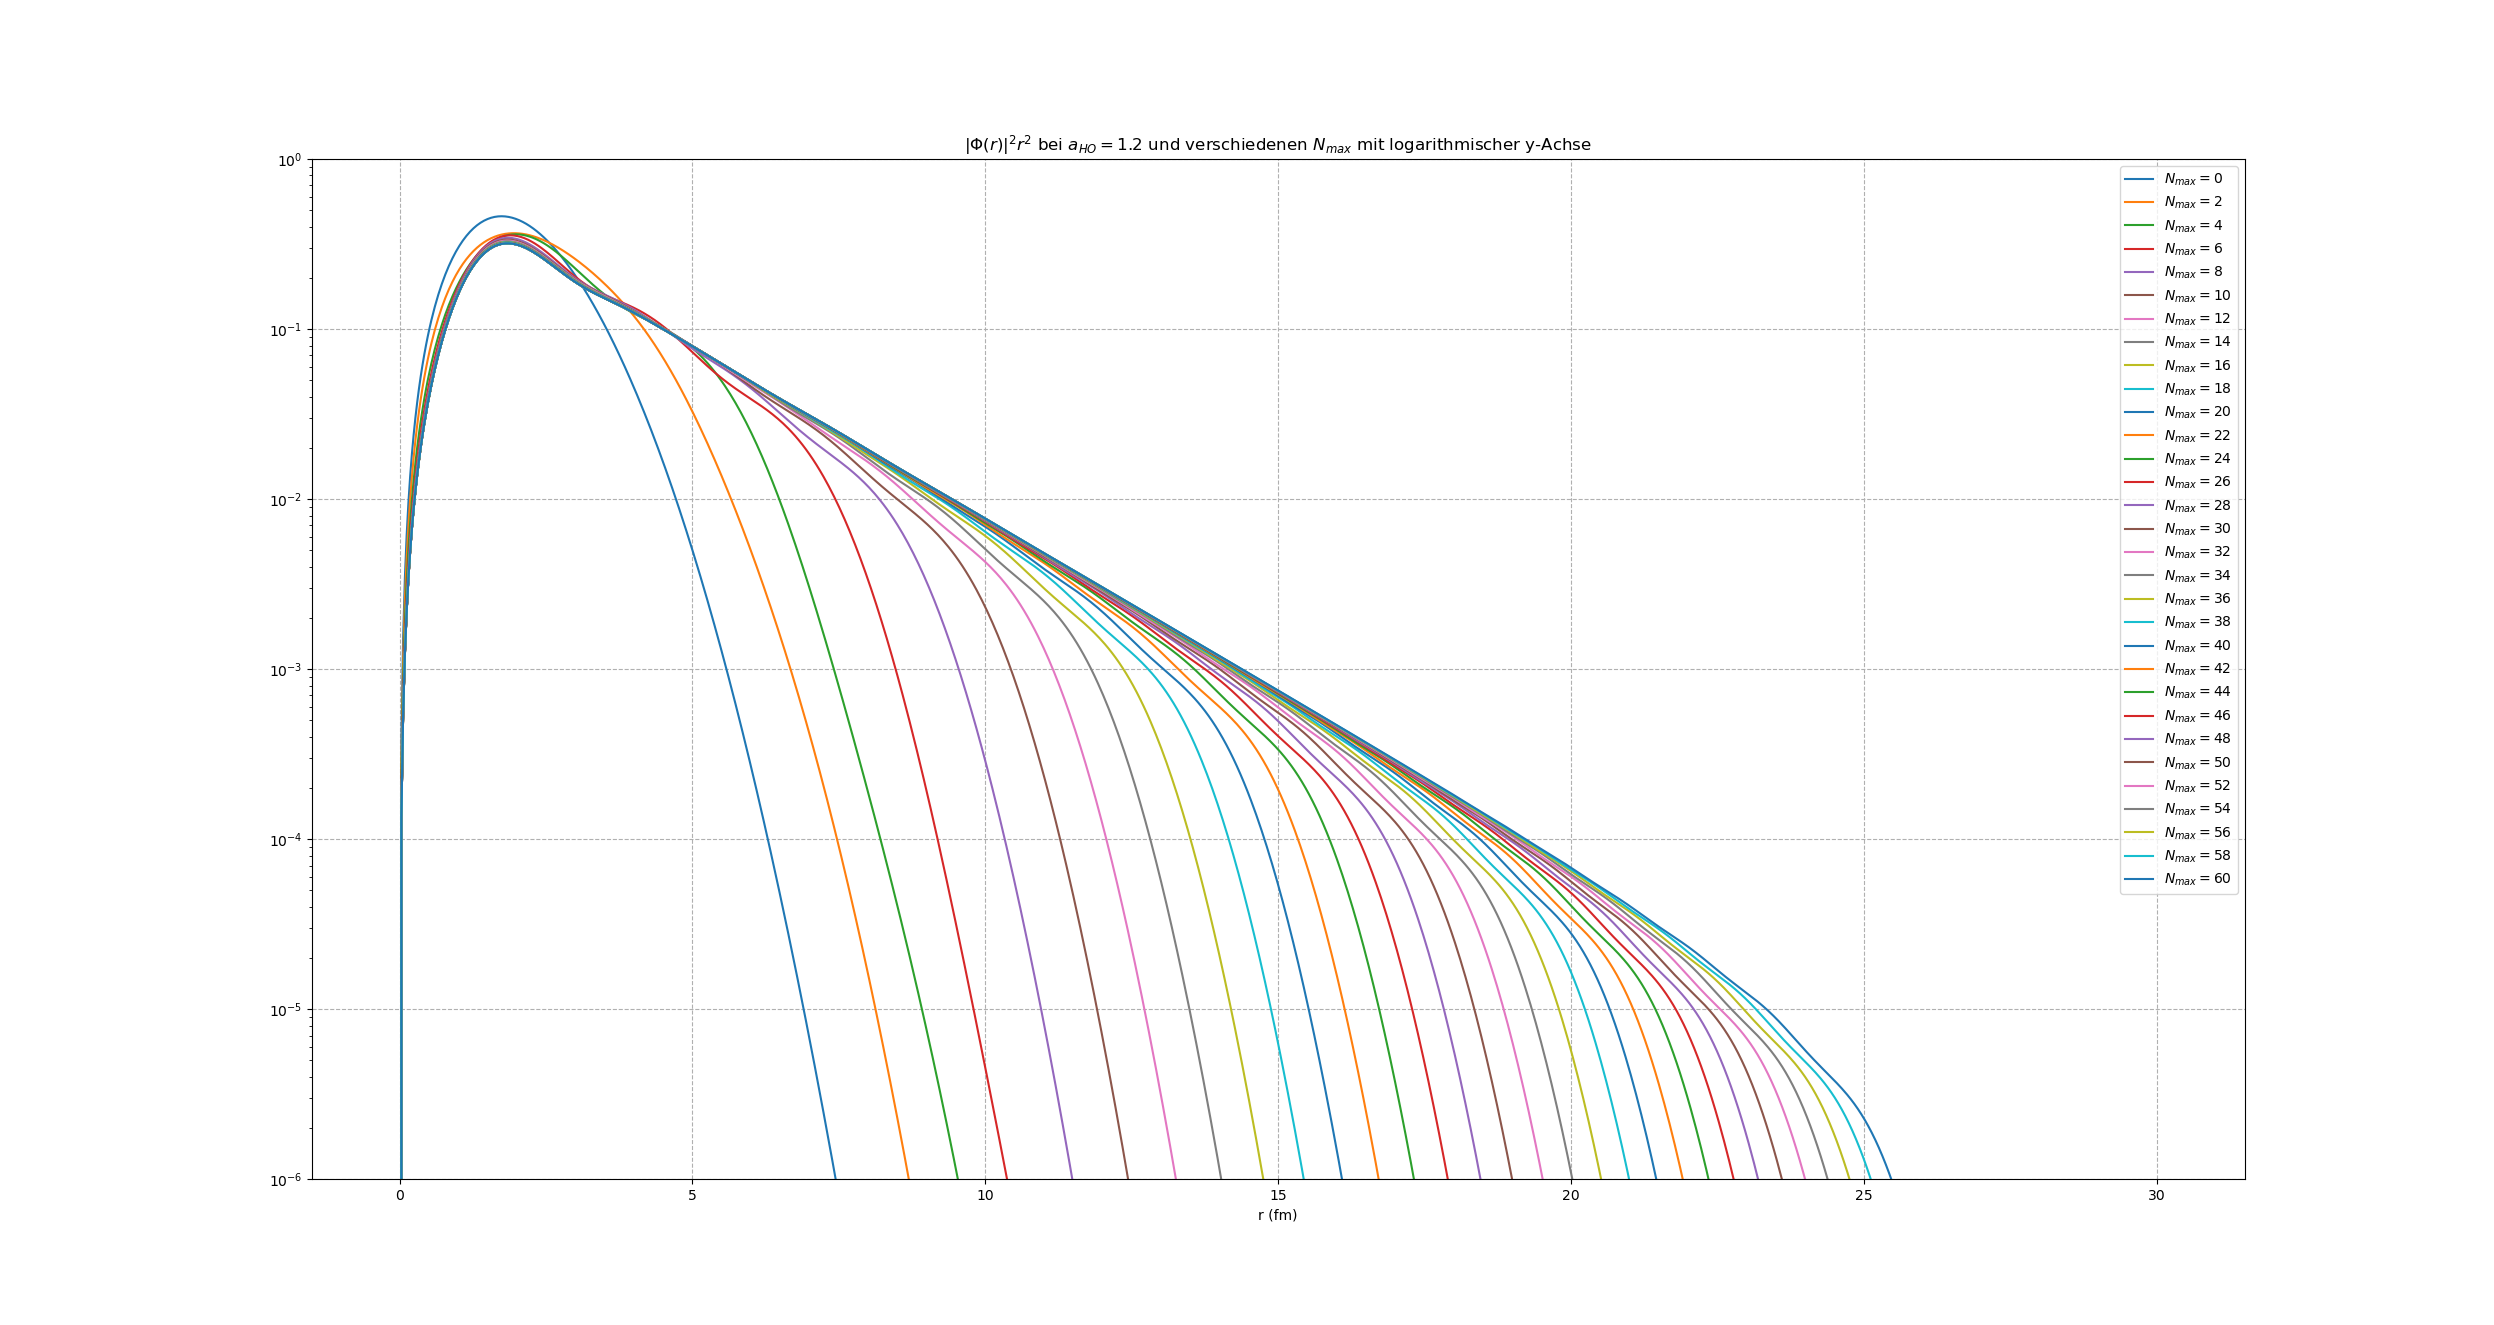 |Φ(r)|²r² bei a_HO = 1.2 und verschiedenen N_max mit logarithmischer y-Achse
10⁰
10⁻¹
10⁻²
10⁻³
10⁻⁴
10⁻⁵
10⁻⁶
N_max = 0
N_max = 2
N_max = 4
N_max = 6
N_max = 8
N_max = 10
N_max = 12
N_max = 14
N_max = 16
N_max = 18
N_max = 20
N_max = 22
N_max = 24
N_max = 26
N_max = 28
N_max = 30
N_max = 32
N_max = 34
N_max = 36
N_max = 38
N_max = 40
N_max = 42
N_max = 44
N_max = 46
N_max = 48
N_max = 50
N_max = 52
N_max = 54
N_max = 56
N_max = 58
N_max = 60
0 5 10 15 20 25 30
r (fm)